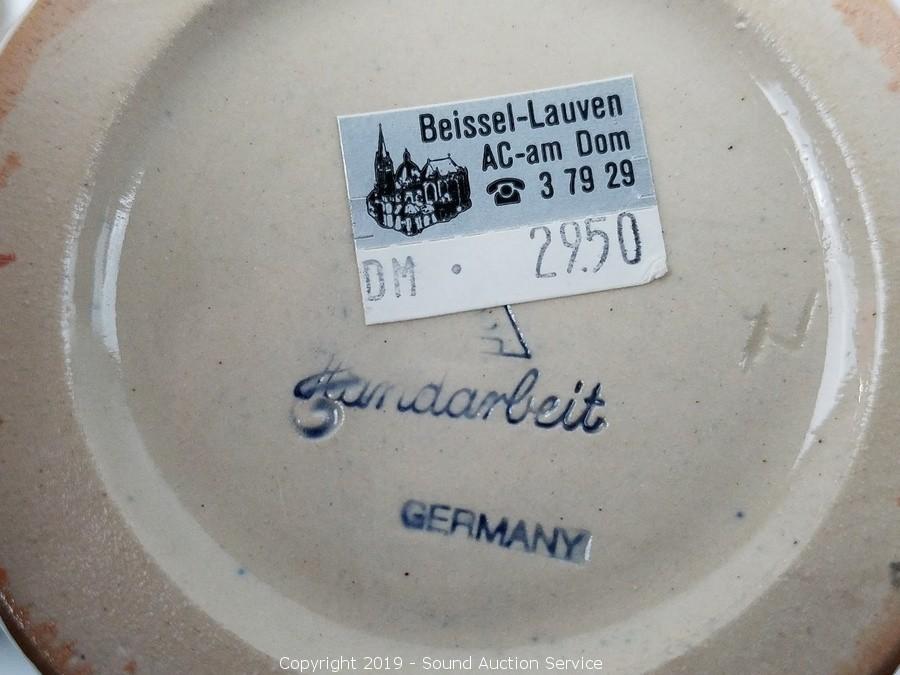 Beissel-Lauven
AC-am Dom
3 79 29
DM · 29.50
Handarbeit
GERMANY
N
Copyright 2019 - Sound Auction Service